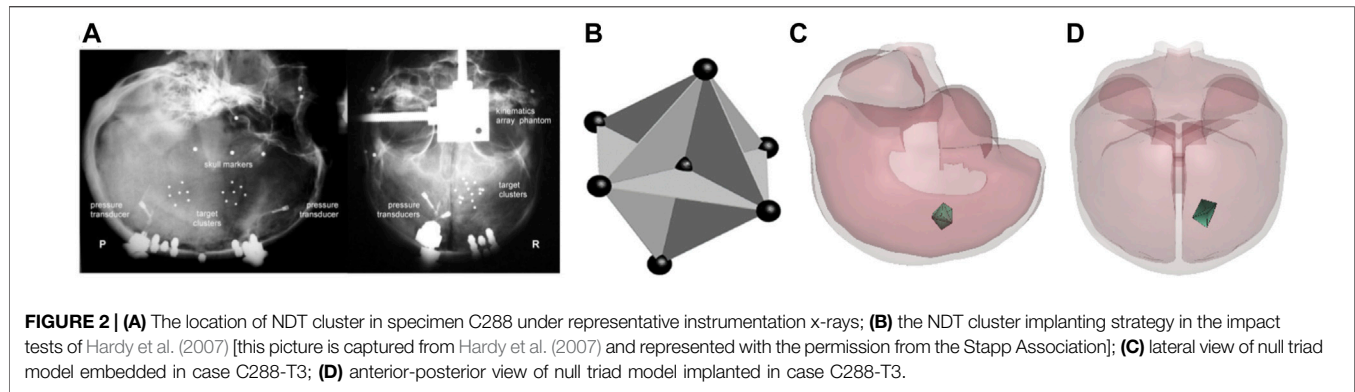 A
B
C
D
kinematics
array phantom
skull markers
target
clusters
pressure
transducer
target
clusters
pressure
transducer
pressure
transducers
P
R
FIGURE 2 | (A) The location of NDT cluster in specimen C288 under representative instrumentation x-rays; (B) the NDT cluster implanting strategy in the impact
tests of Hardy et al. (2007) [this picture is captured from Hardy et al. (2007) and represented with the permission from the Stapp Association]; (C) lateral view of null triad
model embedded in case C288-T3; (D) anterior-posterior view of null triad model implanted in case C288-T3.